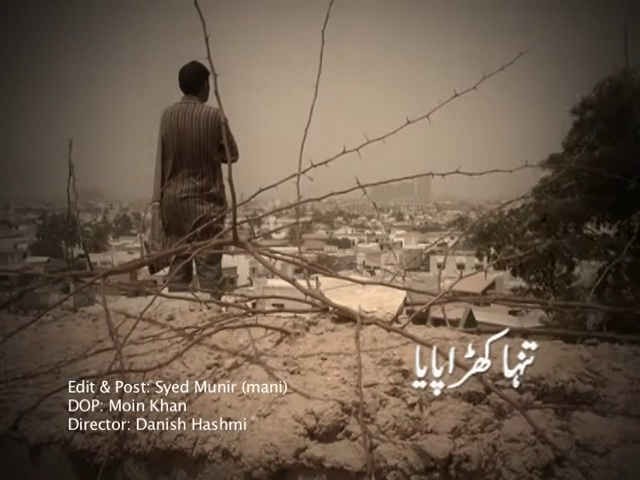 تنہا کھڑا پایا
Edit & Post: Syed Munir (mani)
DOP: Moin Khan
Director: Danish Hashmi